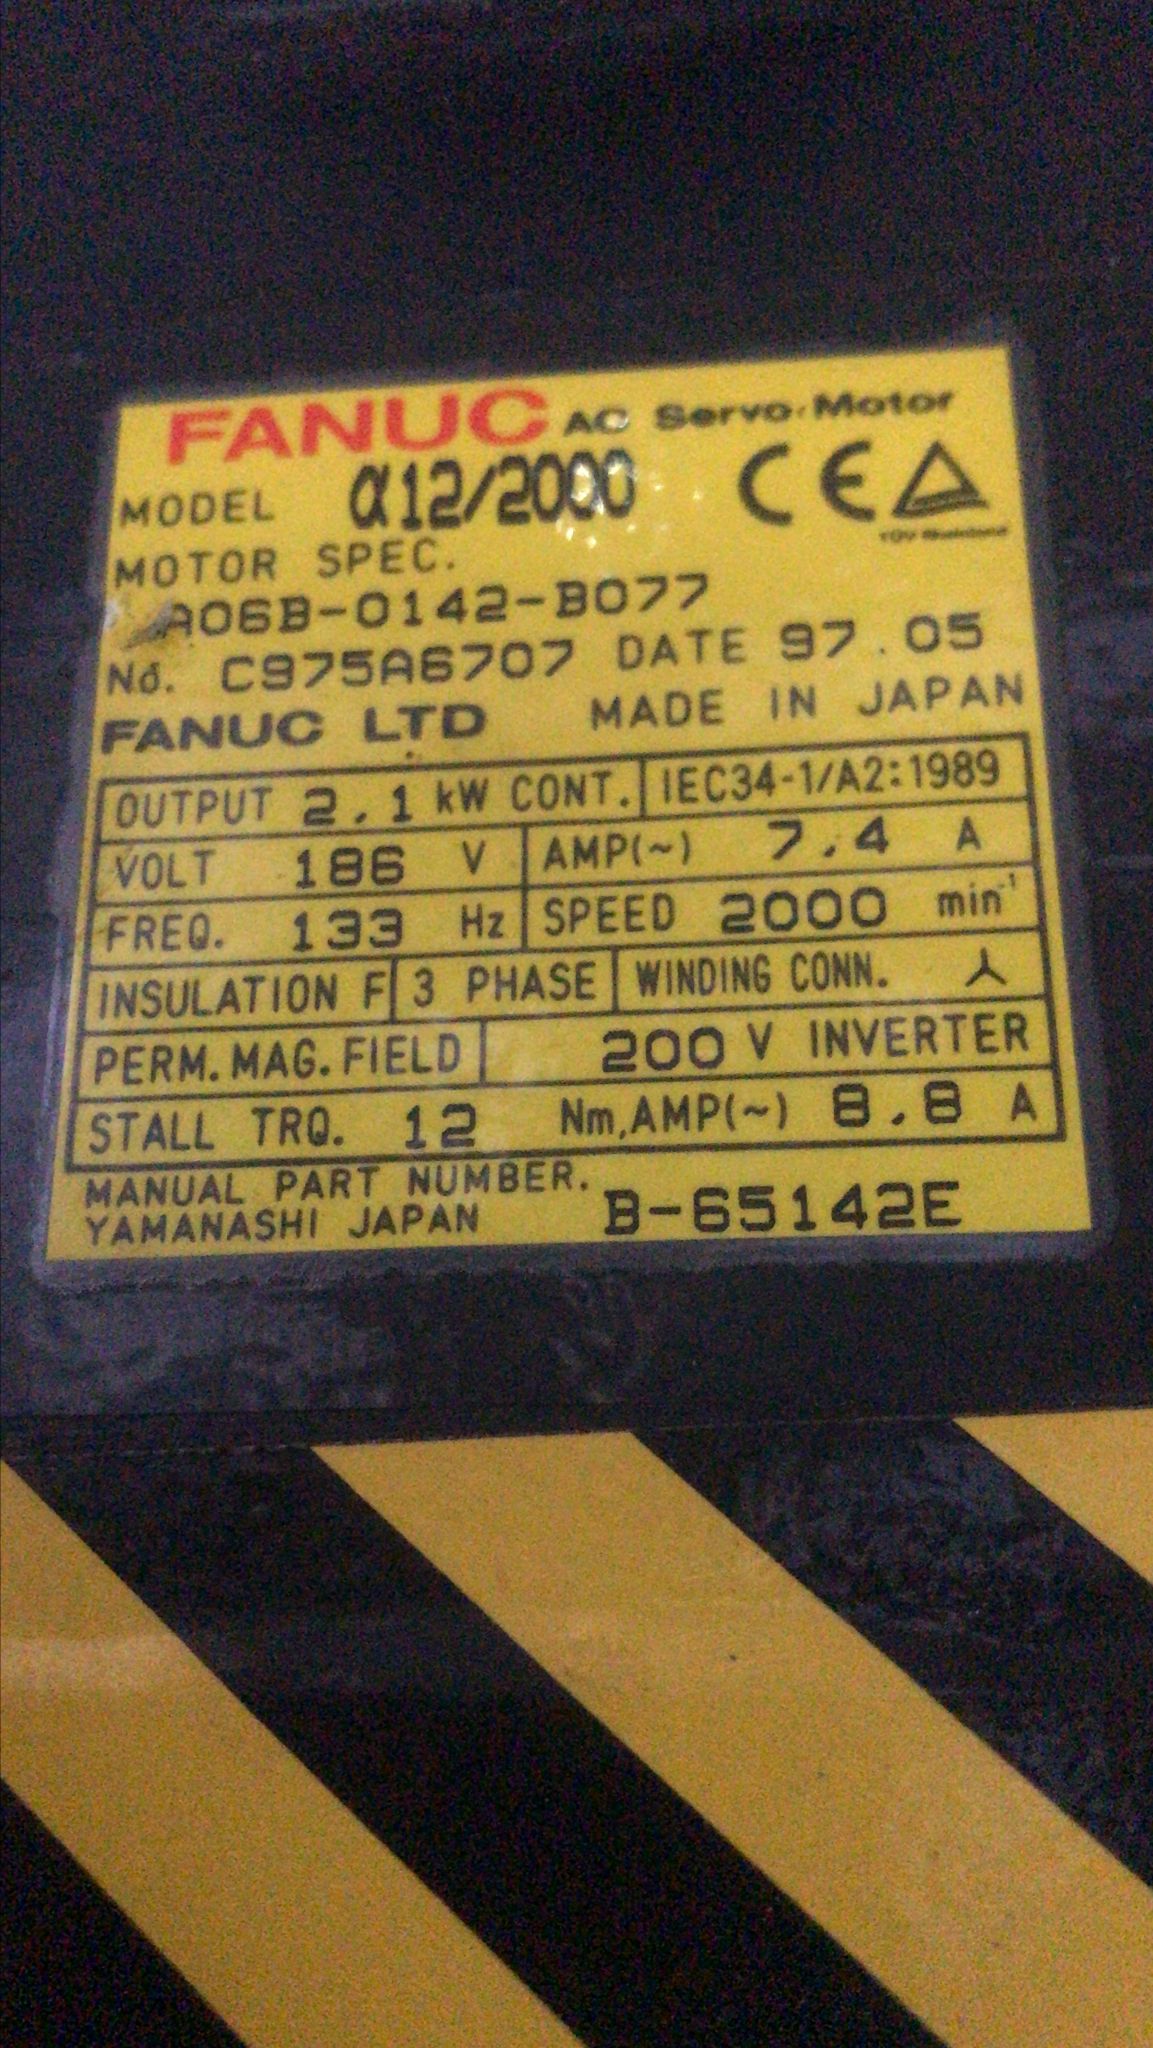 FANUC AC Servo Motor
MODEL α12/2000 CE
MOTOR SPEC.
A06B-0142-B077
No. C975A6707 DATE 97.05
FANUC LTD MADE IN JAPAN
OUTPUT 2.1 kW CONT. IEC34-1/A2:1989
VOLT 186 V AMP(~) 7.4 A
FREQ. 133 Hz SPEED 2000 min⁻¹
INSULATION F 3 PHASE WINDING CONN.
PERM. MAG. FIELD 200 V INVERTER
STALL TRQ. 12 Nm, AMP(~) 8.8 A
MANUAL PART NUMBER.
YAMANASHI JAPAN B-65142E